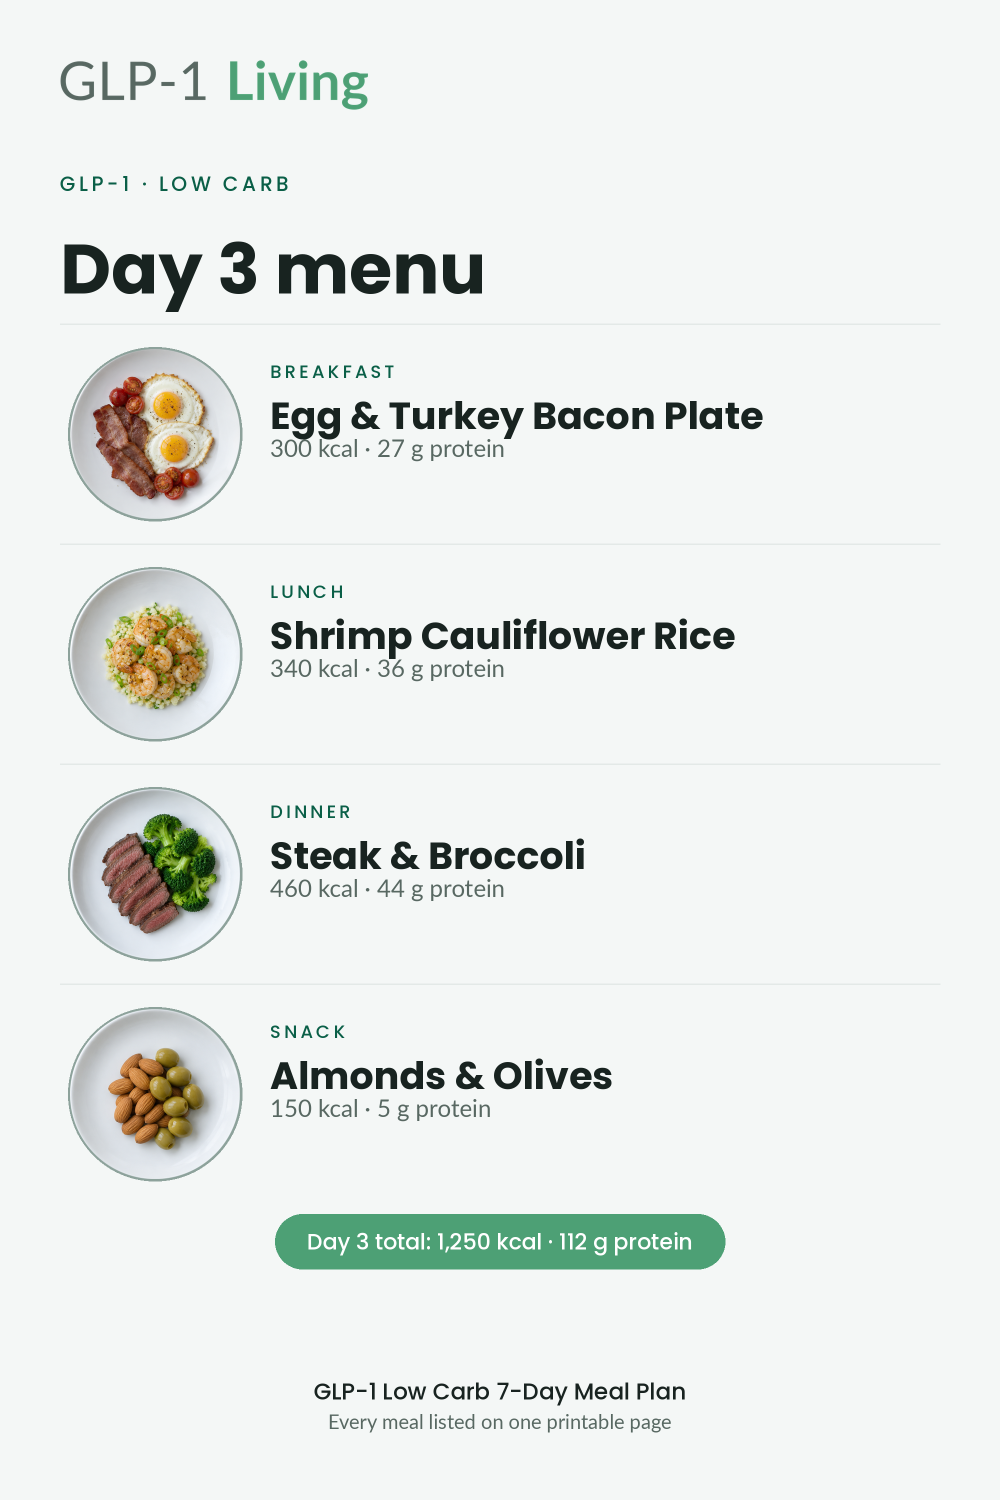 GLP-1 Living
GLP-1 · LOW CARB
Day 3 menu
BREAKFAST
Egg & Turkey Bacon Plate
300 kcal · 27 g protein
LUNCH
Shrimp Cauliflower Rice
340 kcal · 36 g protein
DINNER
Steak & Broccoli
460 kcal · 44 g protein
SNACK
Almonds & Olives
150 kcal · 5 g protein
Day 3 total: 1,250 kcal · 112 g protein
GLP-1 Low Carb 7-Day Meal Plan
Every meal listed on one printable page